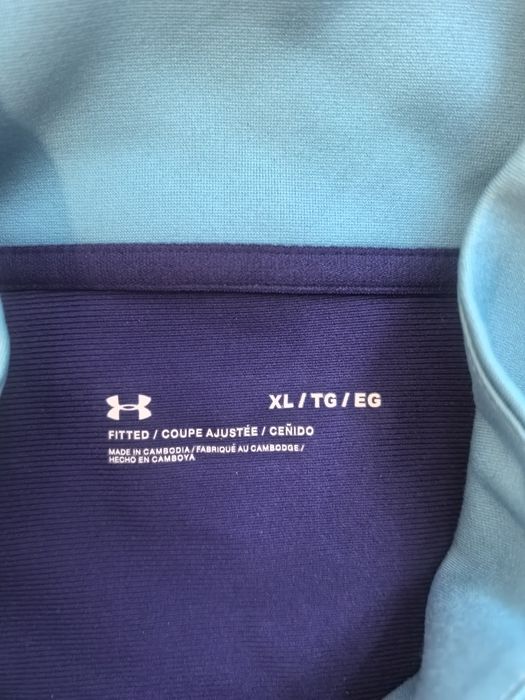 XL / TG / EG
FITTED / COUPE AJUSTÉE / CEÑIDO
MADE IN CAMBODIA / FABRIQUÉ AU CAMBODGE /
HECHO EN CAMBOYA